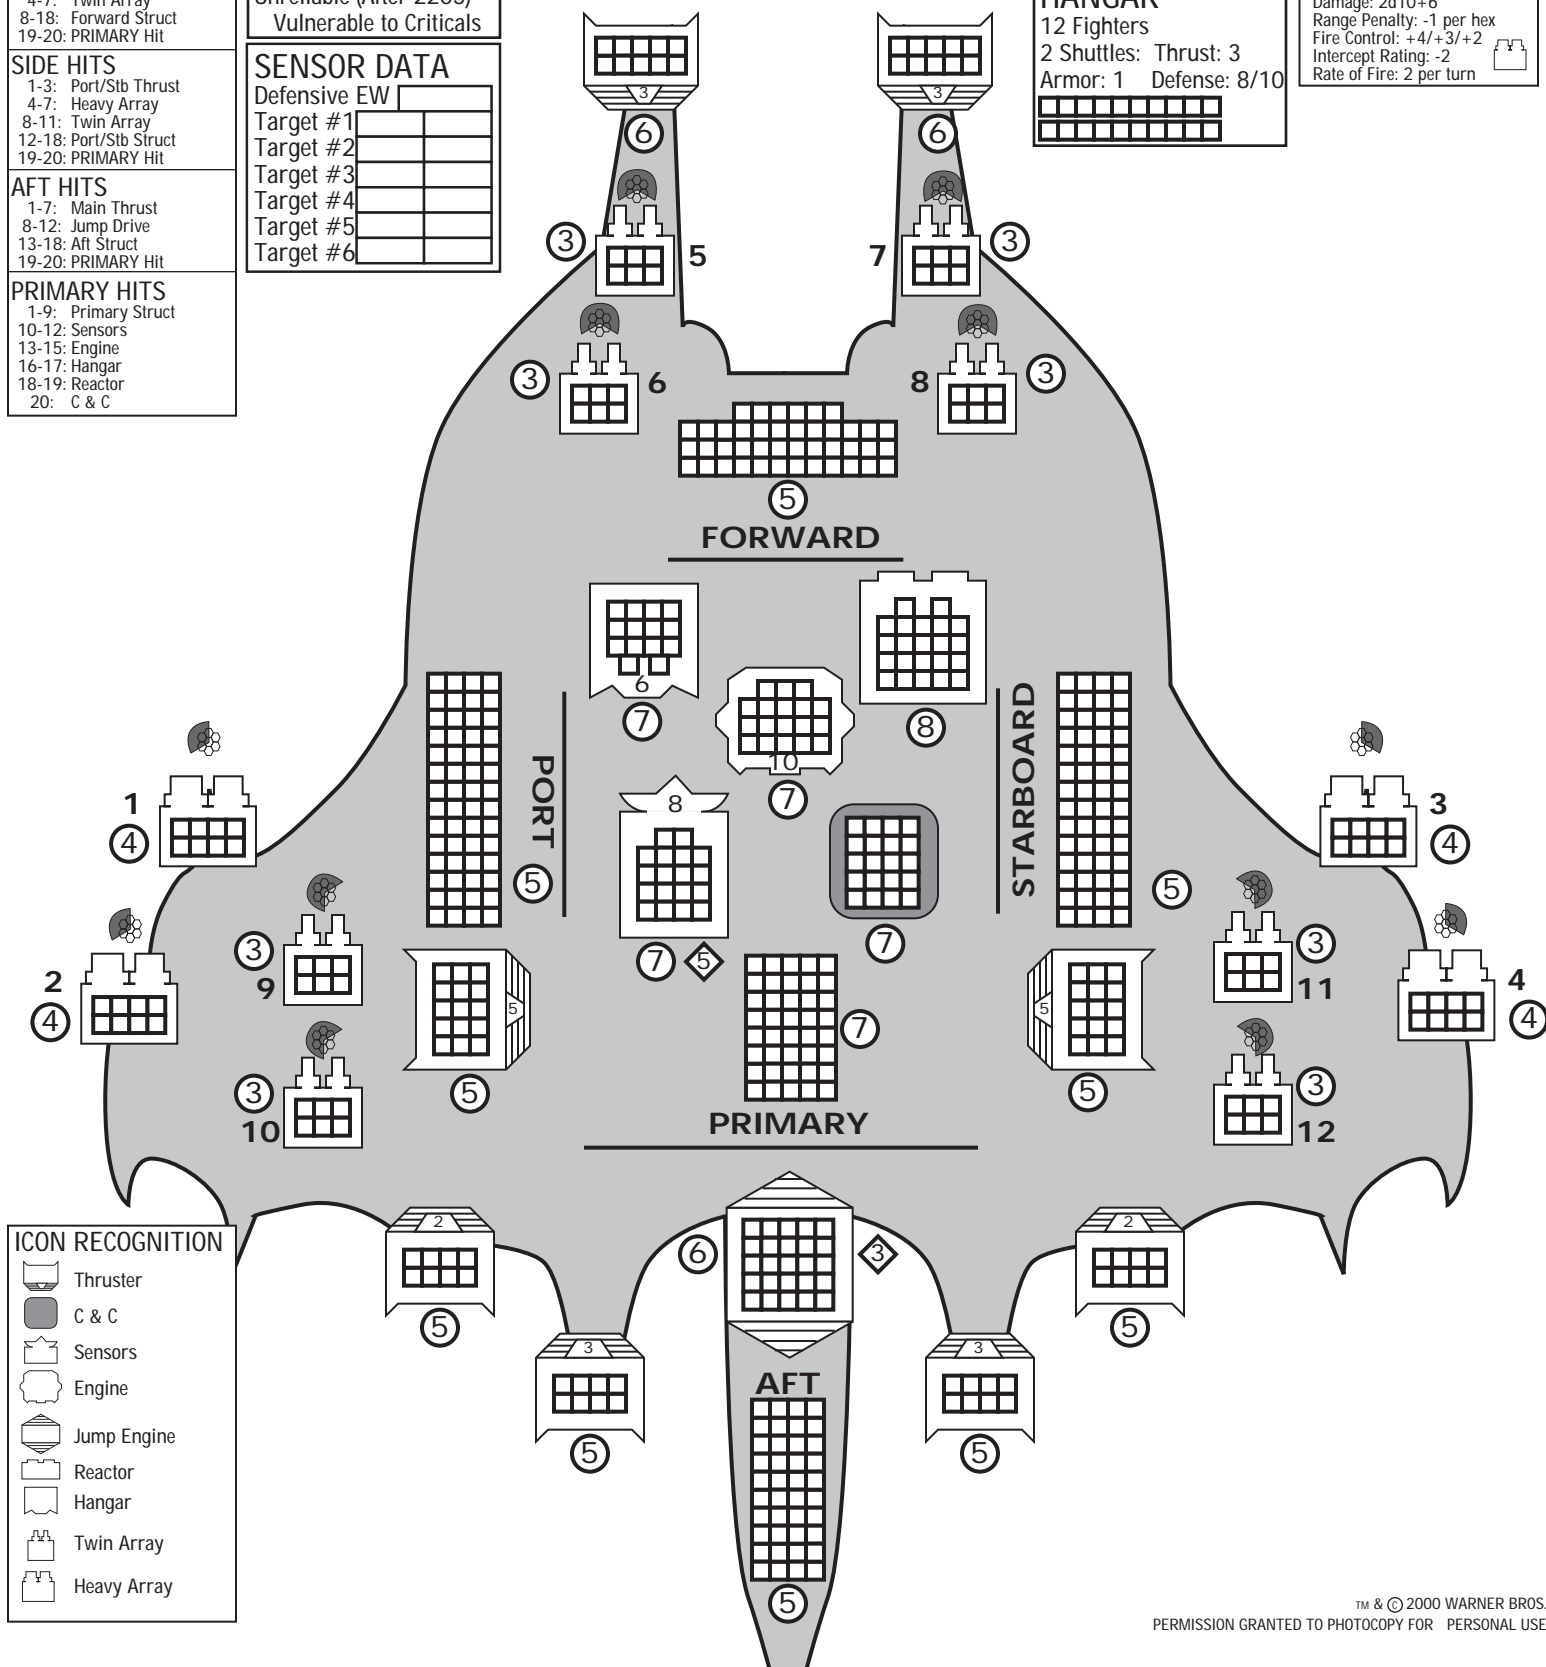 4-7: Twin Array
8-18: Forward Struct
19-20: PRIMARY Hit
SIDE HITS
1-3: Port/Stb Thrust
4-7: Heavy Array
8-11: Twin Array
12-18: Port/Stb Struct
19-20: PRIMARY Hit
AFT HITS
1-7: Main Thrust
8-12: Jump Drive
13-18: Aft Struct
19-20: PRIMARY Hit
PRIMARY HITS
1-9: Primary Struct
10-12: Sensors
13-15: Engine
16-17: Hangar
18-19: Reactor
20: C & C
Unreliable (After 2263)
Vulnerable to Criticals
SENSOR DATA
Defensive EW
Target #1
Target #2
Target #3
Target #4
Target #5
Target #6
HANGAR
12 Fighters
2 Shuttles: Thrust: 3
Armor: 1 Defense: 8/10
Damage: 2d10+6
Range Penalty: -1 per hex
Fire Control: +4/+3/+2
Intercept Rating: -2
Rate of Fire: 2 per turn
3 3
6 6
3 5 7 3
3 6 8 3
5
FORWARD
6
7
8
10
7
PORT
5
STARBOARD
5
8
7 5
7
1
4
3
4
2
4
4
4
3
9
3
11
5
5
5
5
7
3
10
3
12
PRIMARY
2
5
2
5
6 3
3
5
3
5
AFT
5
ICON RECOGNITION
Thruster
C & C
Sensors
Engine
Jump Engine
Reactor
Hangar
Twin Array
Heavy Array
TM & © 2000 WARNER BROS.
PERMISSION GRANTED TO PHOTOCOPY FOR PERSONAL USE